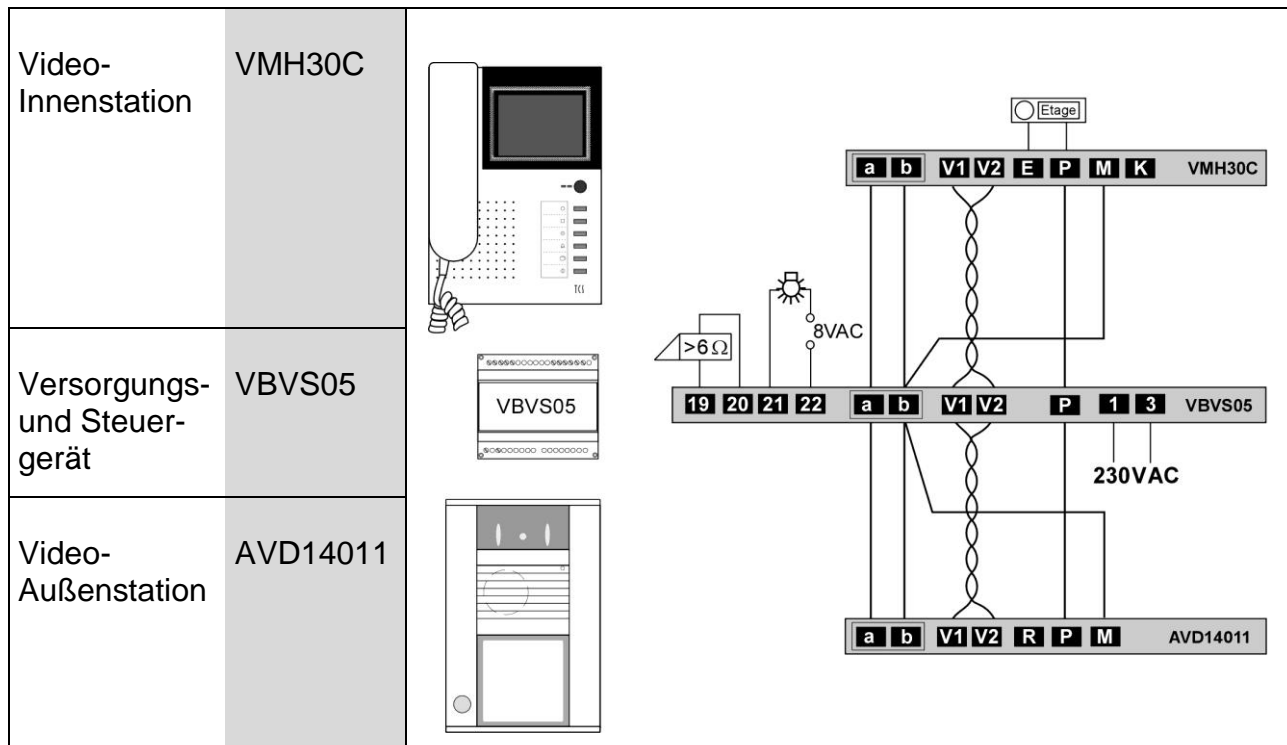 Video-
Innenstation
VMH30C
TCS
Etage
a b V1 V2 E P M K VMH30C
>6Ω
8VAC
Versorgungs-
und Steuer-
gerät
VBVS05
VBVS05
19 20 21 22 a b V1 V2 P 1 3 VBVS05
230VAC
Video-
Außenstation
AVD14011
a b V1 V2 R P M AVD14011